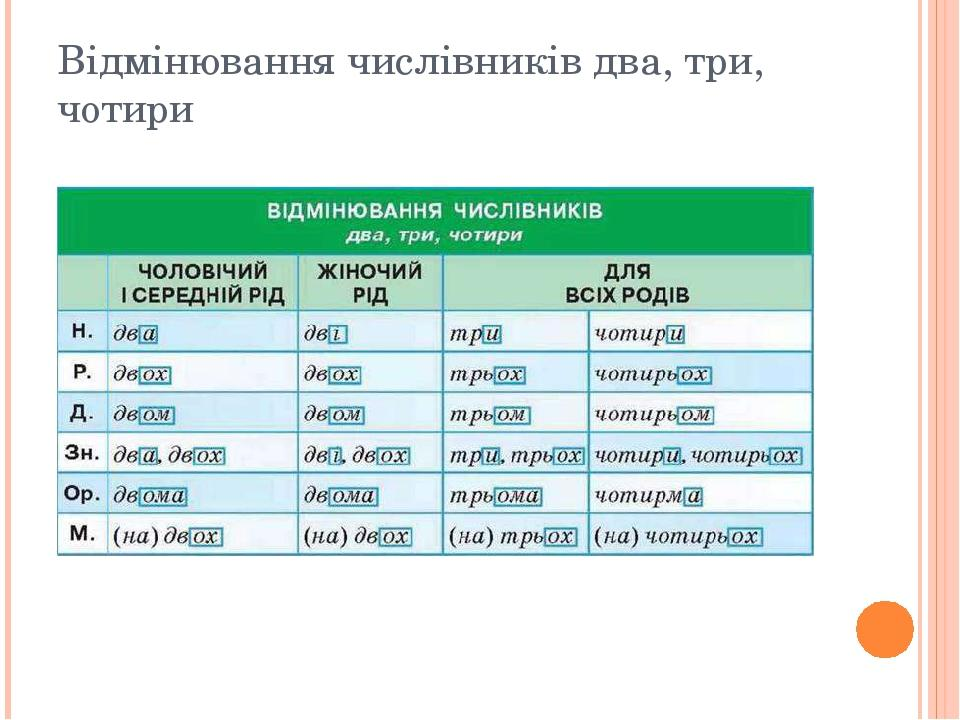 Відмінювання числівників два, три,
чотири
ВІДМІНЮВАННЯ ЧИСЛІВНИКІВ
два, три, чотири
ЧОЛОВІЧИЙ І СЕРЕДНІЙ РІД ЖІНОЧИЙ РІД ДЛЯ ВСІХ РОДІВ
Н. два дві три чотири
Р. двох двох трьох чотирьох
Д. двом двом трьом чотирьом
Зн. два, двох дві, двох три, трьох чотири, чотирьох
Ор. двома двома трьома чотирма
М. (на) двох (на) двох (на) трьох (на) чотирьох